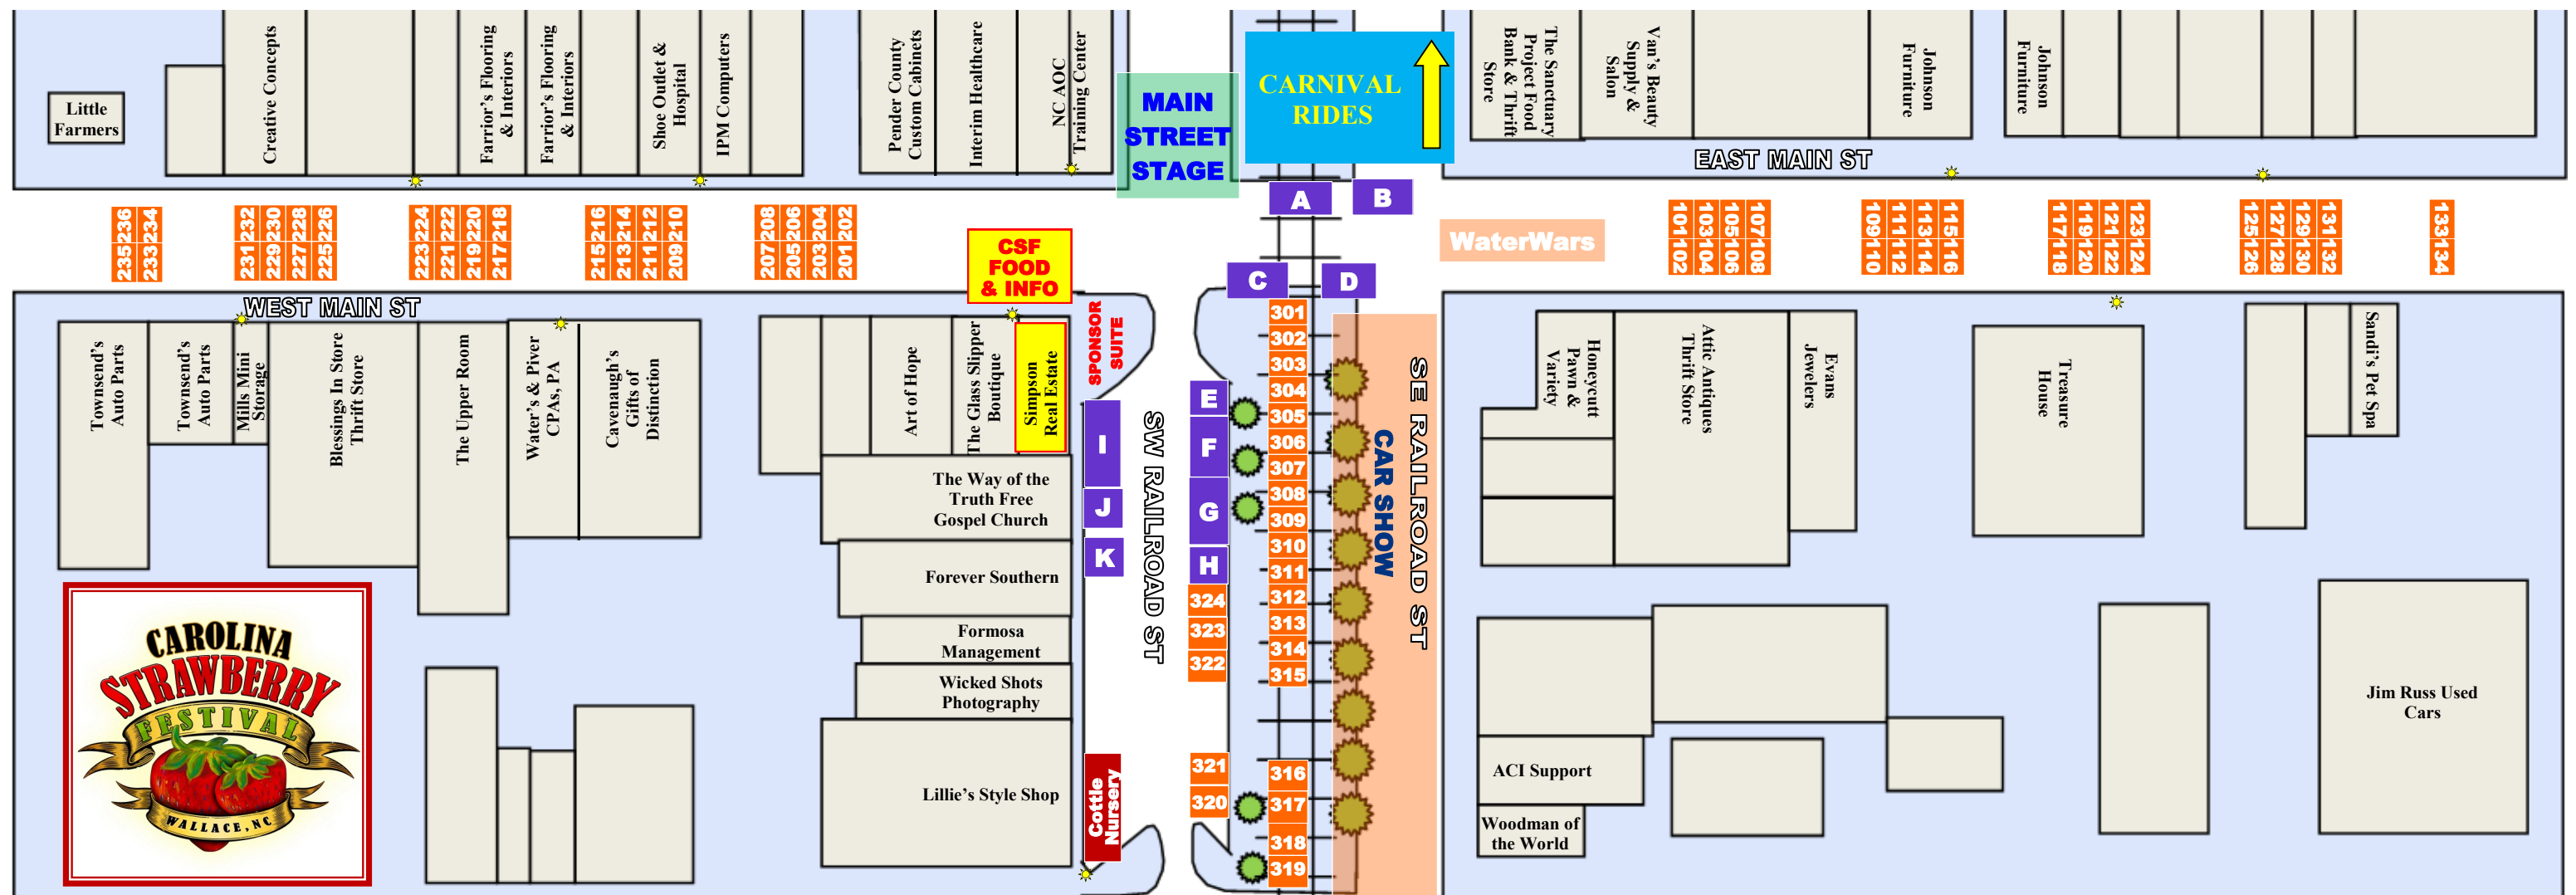 Little
Farmers
Creative Concepts
Farrior's Flooring
& Interiors
Farrior's Flooring
& Interiors
Shoe Outlet &
Hospital
IPM Computers
Pender County
Custom Cabinets
Interim Healthcare
NC AOC
Training Center
MAIN
STREET
STAGE
CARNIVAL
RIDES
The Sanctuary
Project Food
Bank & Thrift
Store
Van's Beauty
Supply &
Salon
Johnson
Furniture
Johnson
Furniture
EAST MAIN ST
A
B
236
234
235
233
232
230
228
226
231
229
227
225
224
222
220
218
223
221
219
217
216
214
212
210
215
213
211
209
208
206
204
202
207
205
203
201
CSF
FOOD
& INFO
C
D
WaterWars
101
103
105
107
102
104
106
108
109
111
113
115
110
112
114
116
117
119
121
123
118
120
122
124
125
127
129
131
126
128
130
132
133
134
WEST MAIN ST
Townsend's
Auto Parts
Townsend's
Auto Parts
Mills Mini
Storage
Blessings In Store
Thrift Store
The Upper Room
Water's & Piver
CPAs, PA
Cavenaugh's
Gifts of
Distinction
Art of Hope
The Glass Slipper
Boutique
Simpson
Real Estate
SPONSOR
SUITE
The Way of the
Truth Free
Gospel Church
Forever Southern
Formosa
Management
Wicked Shots
Photography
Lillie's Style Shop
I
J
K
Cottle
Nursery
SW RAILROAD ST
E
F
G
H
324
323
322
321
320
301
302
303
304
305
306
307
308
309
310
311
312
313
314
315
316
317
318
319
CAR SHOW
SE RAILROAD ST
Honeycutt
Pawn &
Variety
Attic Antiques
Thrift Store
Evans
Jewelers
Treasure
House
Sandi's Pet Spa
ACI Support
Woodman of
the World
Jim Russ Used
Cars
CAROLINA
STRAWBERRY
FESTIVAL
WALLACE, NC